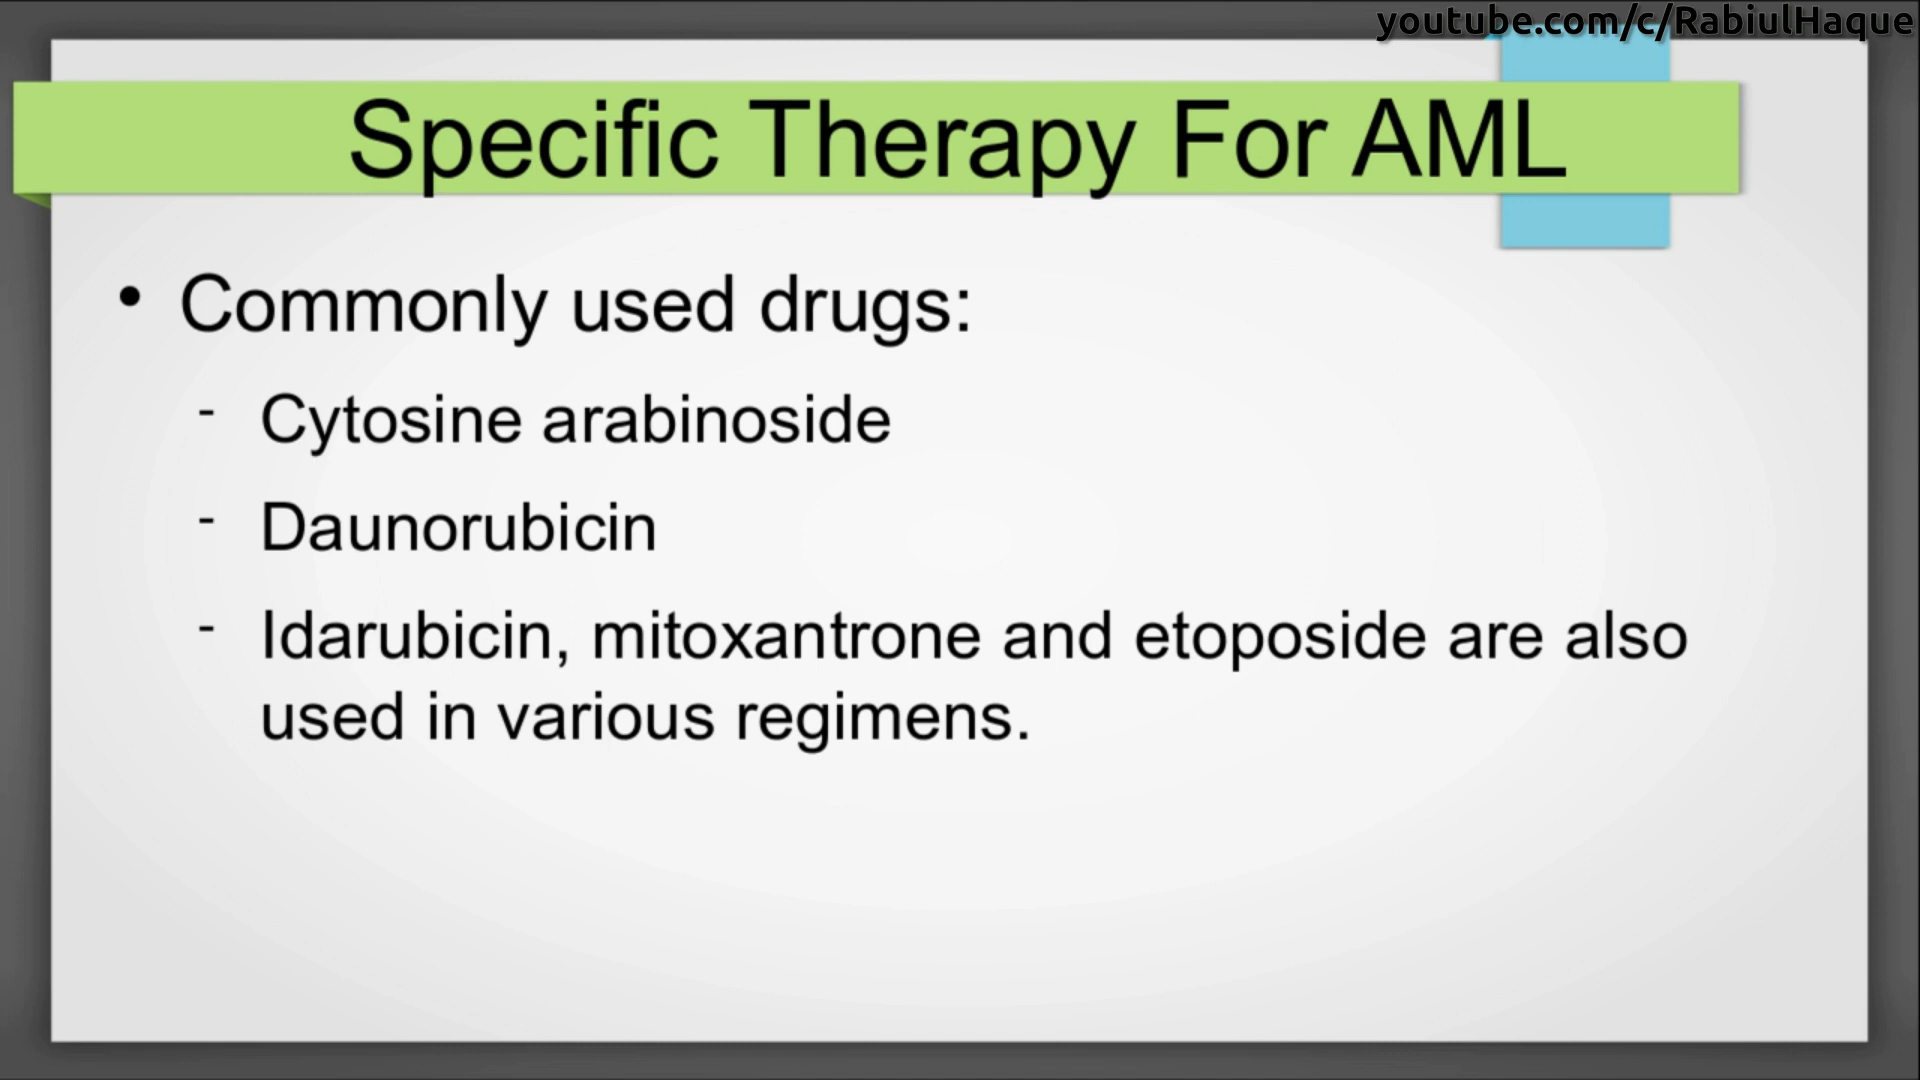 youtube.com/c/RabiulHaque
Specific Therapy For AML
• Commonly used drugs:
- Cytosine arabinoside
- Daunorubicin
- Idarubicin, mitoxantrone and etoposide are also
used in various regimens.